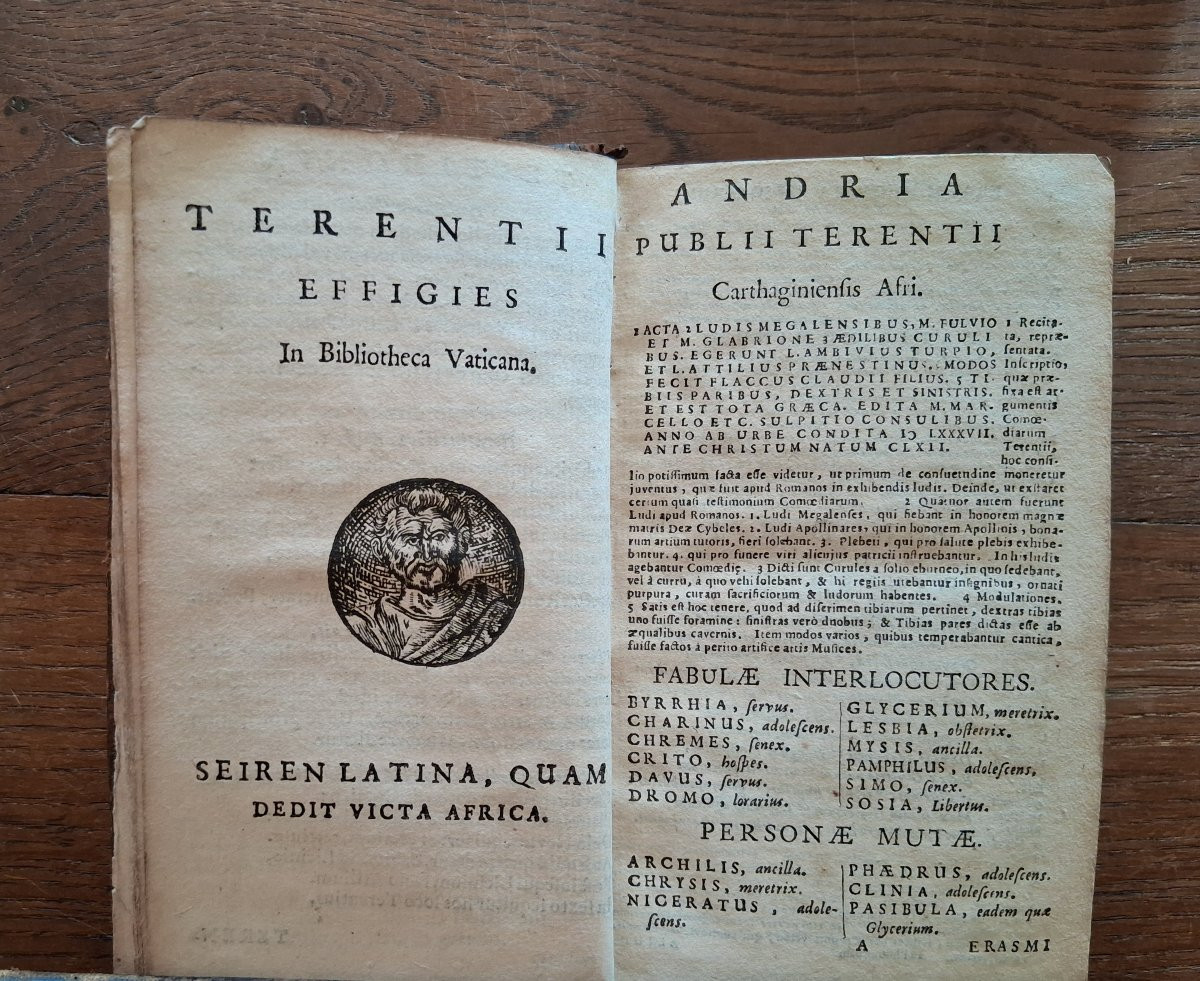 TERENTII
EFFIGIES
In Bibliotheca Vaticana.
SEIREN LATINA, QUAM
DEDIT VICTA AFRICA.
ANDRIA
PUBLII TERENTII
Carthaginiensis Afri.
1 ACTA 2 LUDIS MEGALENSIBUS, M. FULVIO
ET M. GLABRIONE 3 ÆDILIBUS CURULI
BUS. EGERUNT L. AMBIVIUS TURPIO,
ET L. ATTILIUS PRÆNESTINUS. MODOS
FECIT FLACCUS CLAUDII FILIUS. 5 TI-
BIIS PARIBUS, DEXTRIS ET SINISTRIS.
ET EST TOTA GRÆCA. EDITA M. MAR-
CELLO ET C. SULPITIO CONSULIBUS.
ANNO AB URBE CONDITA IↃ LXXXVII.
ANTE CHRISTUM NATUM CLXII.
1 Recita-
ta, repræ-
sentata.
Inscriptio,
quæ præ-
fixa est ar-
gumentis
Comœ-
diarum
Terentii,
hoc consi-
lio potissimum facta esse videtur, ut primum de consuetudine moneretur
juventus, quæ fuit apud Romanos in exhibendis ludis. Deinde, ut exstaret
certum quasi testimonium Comœdiarum. 2 Quatuor autem fuerunt
Ludi apud Romanos. 1. Ludi Megalenses, qui fiebant in honorem magnæ
matris Deæ Cybeles. 2. Ludi Apollinares, qui in honorem Apollinis, bona-
rum artium tutoris, fieri solebant. 3. Plebeii, qui pro salute plebis exhibe-
bantur. 4. qui pro funere viri alicujus patricii instruebantur. In his ludis
agebantur Comœdię. 3 Dicti sunt Curules a solio eburneo, in quo sedebant,
vel à curru, à quo vehi solebant, & hi regiis utebantur insignibus, ornati
purpura, curam sacrificiorum & ludorum habentes. 4 Modulationes.
5 Satis est hoc tenere, quod ad discrimen tibiarum pertinet, dextras tibias
uno fuisse foramine: sinistras verò duobus; & Tibias pares dictas esse ab
æqualibus cavernis. Item modos varios, quibus temperabantur cantica,
fuisse factos à perito artifice artis Musices.
FABULÆ INTERLOCUTORES.
BYRRHIA, servus.
CHARINUS, adolescens.
CHREMES, senex.
CRITO, hospes.
DAVUS, servus.
DROMO, lorarius.
GLYCERIUM, meretrix.
LESBIA, obstetrix.
MYSIS, ancilla.
PAMPHILUS, adolescens.
SIMO, senex.
SOSIA, Libertus.
PERSONÆ MUTÆ.
ARCHILIS, ancilla.
CHRYSIS, meretrix.
NICERATUS, adole-
scens.
PHÆDRUS, adolescens.
CLINIA, adolescens.
PASIBULA, eadem quæ
Glycerium.
A ERASMI